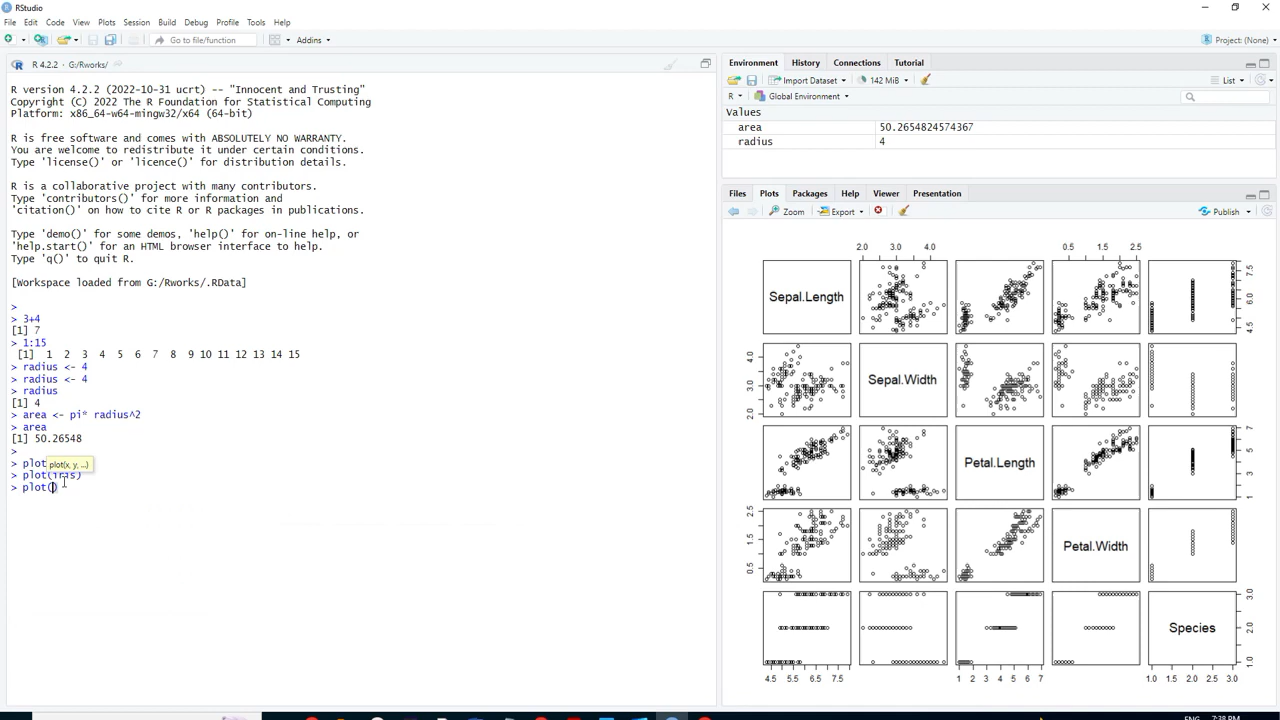 RStudio
File Edit Code View Plots Session Build Debug Profile Tools Help
Go to file/function Addins Project: (None)
R 4.2.2 · G:/Rworks/
R version 4.2.2 (2022-10-31 ucrt) -- "Innocent and Trusting"
Copyright (C) 2022 The R Foundation for Statistical Computing
Platform: x86_64-w64-mingw32/x64 (64-bit)
R is free software and comes with ABSOLUTELY NO WARRANTY.
You are welcome to redistribute it under certain conditions.
Type 'license()' or 'licence()' for distribution details.
R is a collaborative project with many contributors.
Type 'contributors()' for more information and
'citation()' on how to cite R or R packages in publications.
Type 'demo()' for some demos, 'help()' for on-line help, or
'help.start()' for an HTML browser interface to help.
Type 'q()' to quit R.
[Workspace loaded from G:/Rworks/.RData]
>
> 3+4
[1] 7
> 1:15
[1] 1 2 3 4 5 6 7 8 9 10 11 12 13 14 15
> radius <- 4
> radius <- 4
> radius
[1] 4
> area <- pi* radius^2
> area
[1] 50.26548
>
> plot
plot(x, y, ...)
> plot(iris)
> plot()
Environment History Connections Tutorial
Import Dataset 142 MiB List
R Global Environment
Values
area 50.2654824574367
radius 4
Files Plots Packages Help Viewer Presentation
Zoom Export Publish
2.0 3.0 4.0 0.5 1.5 2.5
Sepal.Length
4.5 6.0 7.5
2.0 3.0 4.0
Sepal.Width
Petal.Length
1 3 5 7
0.5 1.5 2.5
Petal.Width
Species
1.0 2.0 3.0
4.5 5.5 6.5 7.5 1 2 3 4 5 6 7 1.0 2.0 3.0
ENG 7:38 PM